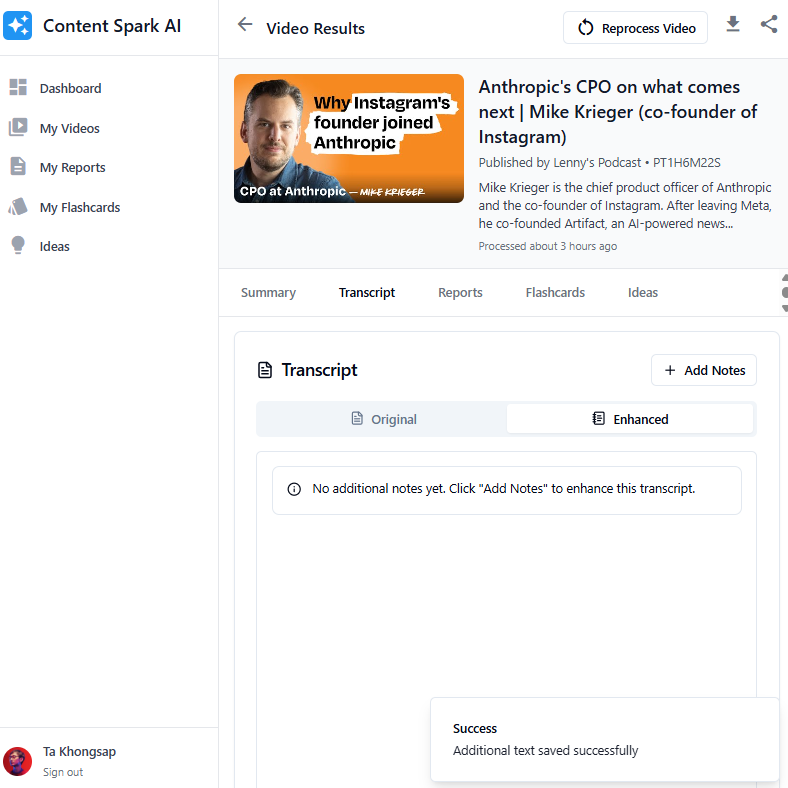 Content Spark AI
Dashboard
My Videos
My Reports
My Flashcards
Ideas
Ta Khongsap
Sign out
Video Results
Reprocess Video
Why Instagram's
founder joined
Anthropic
CPO at Anthropic — MIKE KRIEGER
Anthropic's CPO on what comes
next | Mike Krieger (co-founder of
Instagram)
Published by Lenny's Podcast • PT1H6M22S
Mike Krieger is the chief product officer of Anthropic
and the co-founder of Instagram. After leaving Meta,
he co-founded Artifact, an AI-powered news...
Processed about 3 hours ago
Summary
Transcript
Reports
Flashcards
Ideas
Transcript
Add Notes
Original
Enhanced
No additional notes yet. Click "Add Notes" to enhance this transcript.
Success
Additional text saved successfully